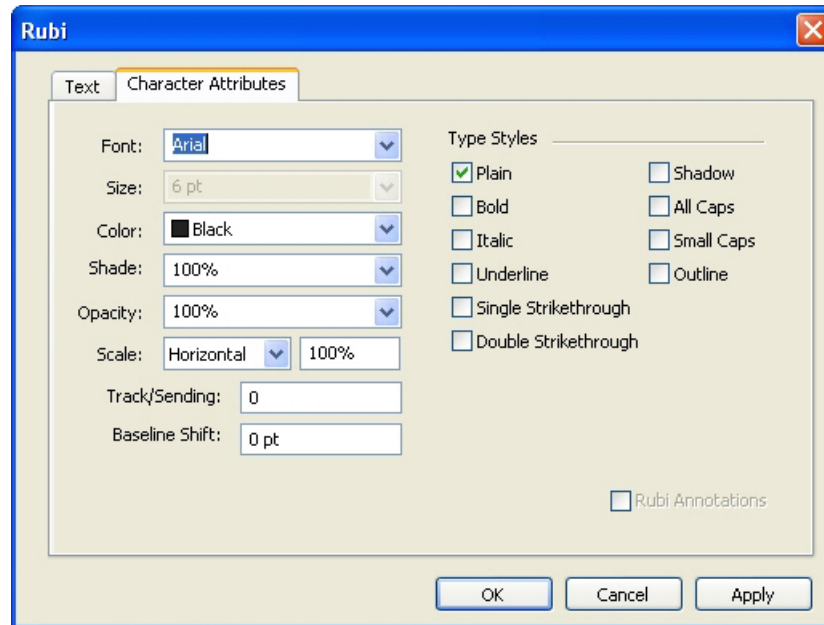 Rubi
Text Character Attributes
Font: Arial
Size: 6 pt
Color: Black
Shade: 100%
Opacity: 100%
Scale: Horizontal 100%
Track/Sending: 0
Baseline Shift: 0 pt
Type Styles
Plain Shadow
Bold All Caps
Italic Small Caps
Underline Outline
Single Strikethrough
Double Strikethrough
Rubi Annotations
OK Cancel Apply